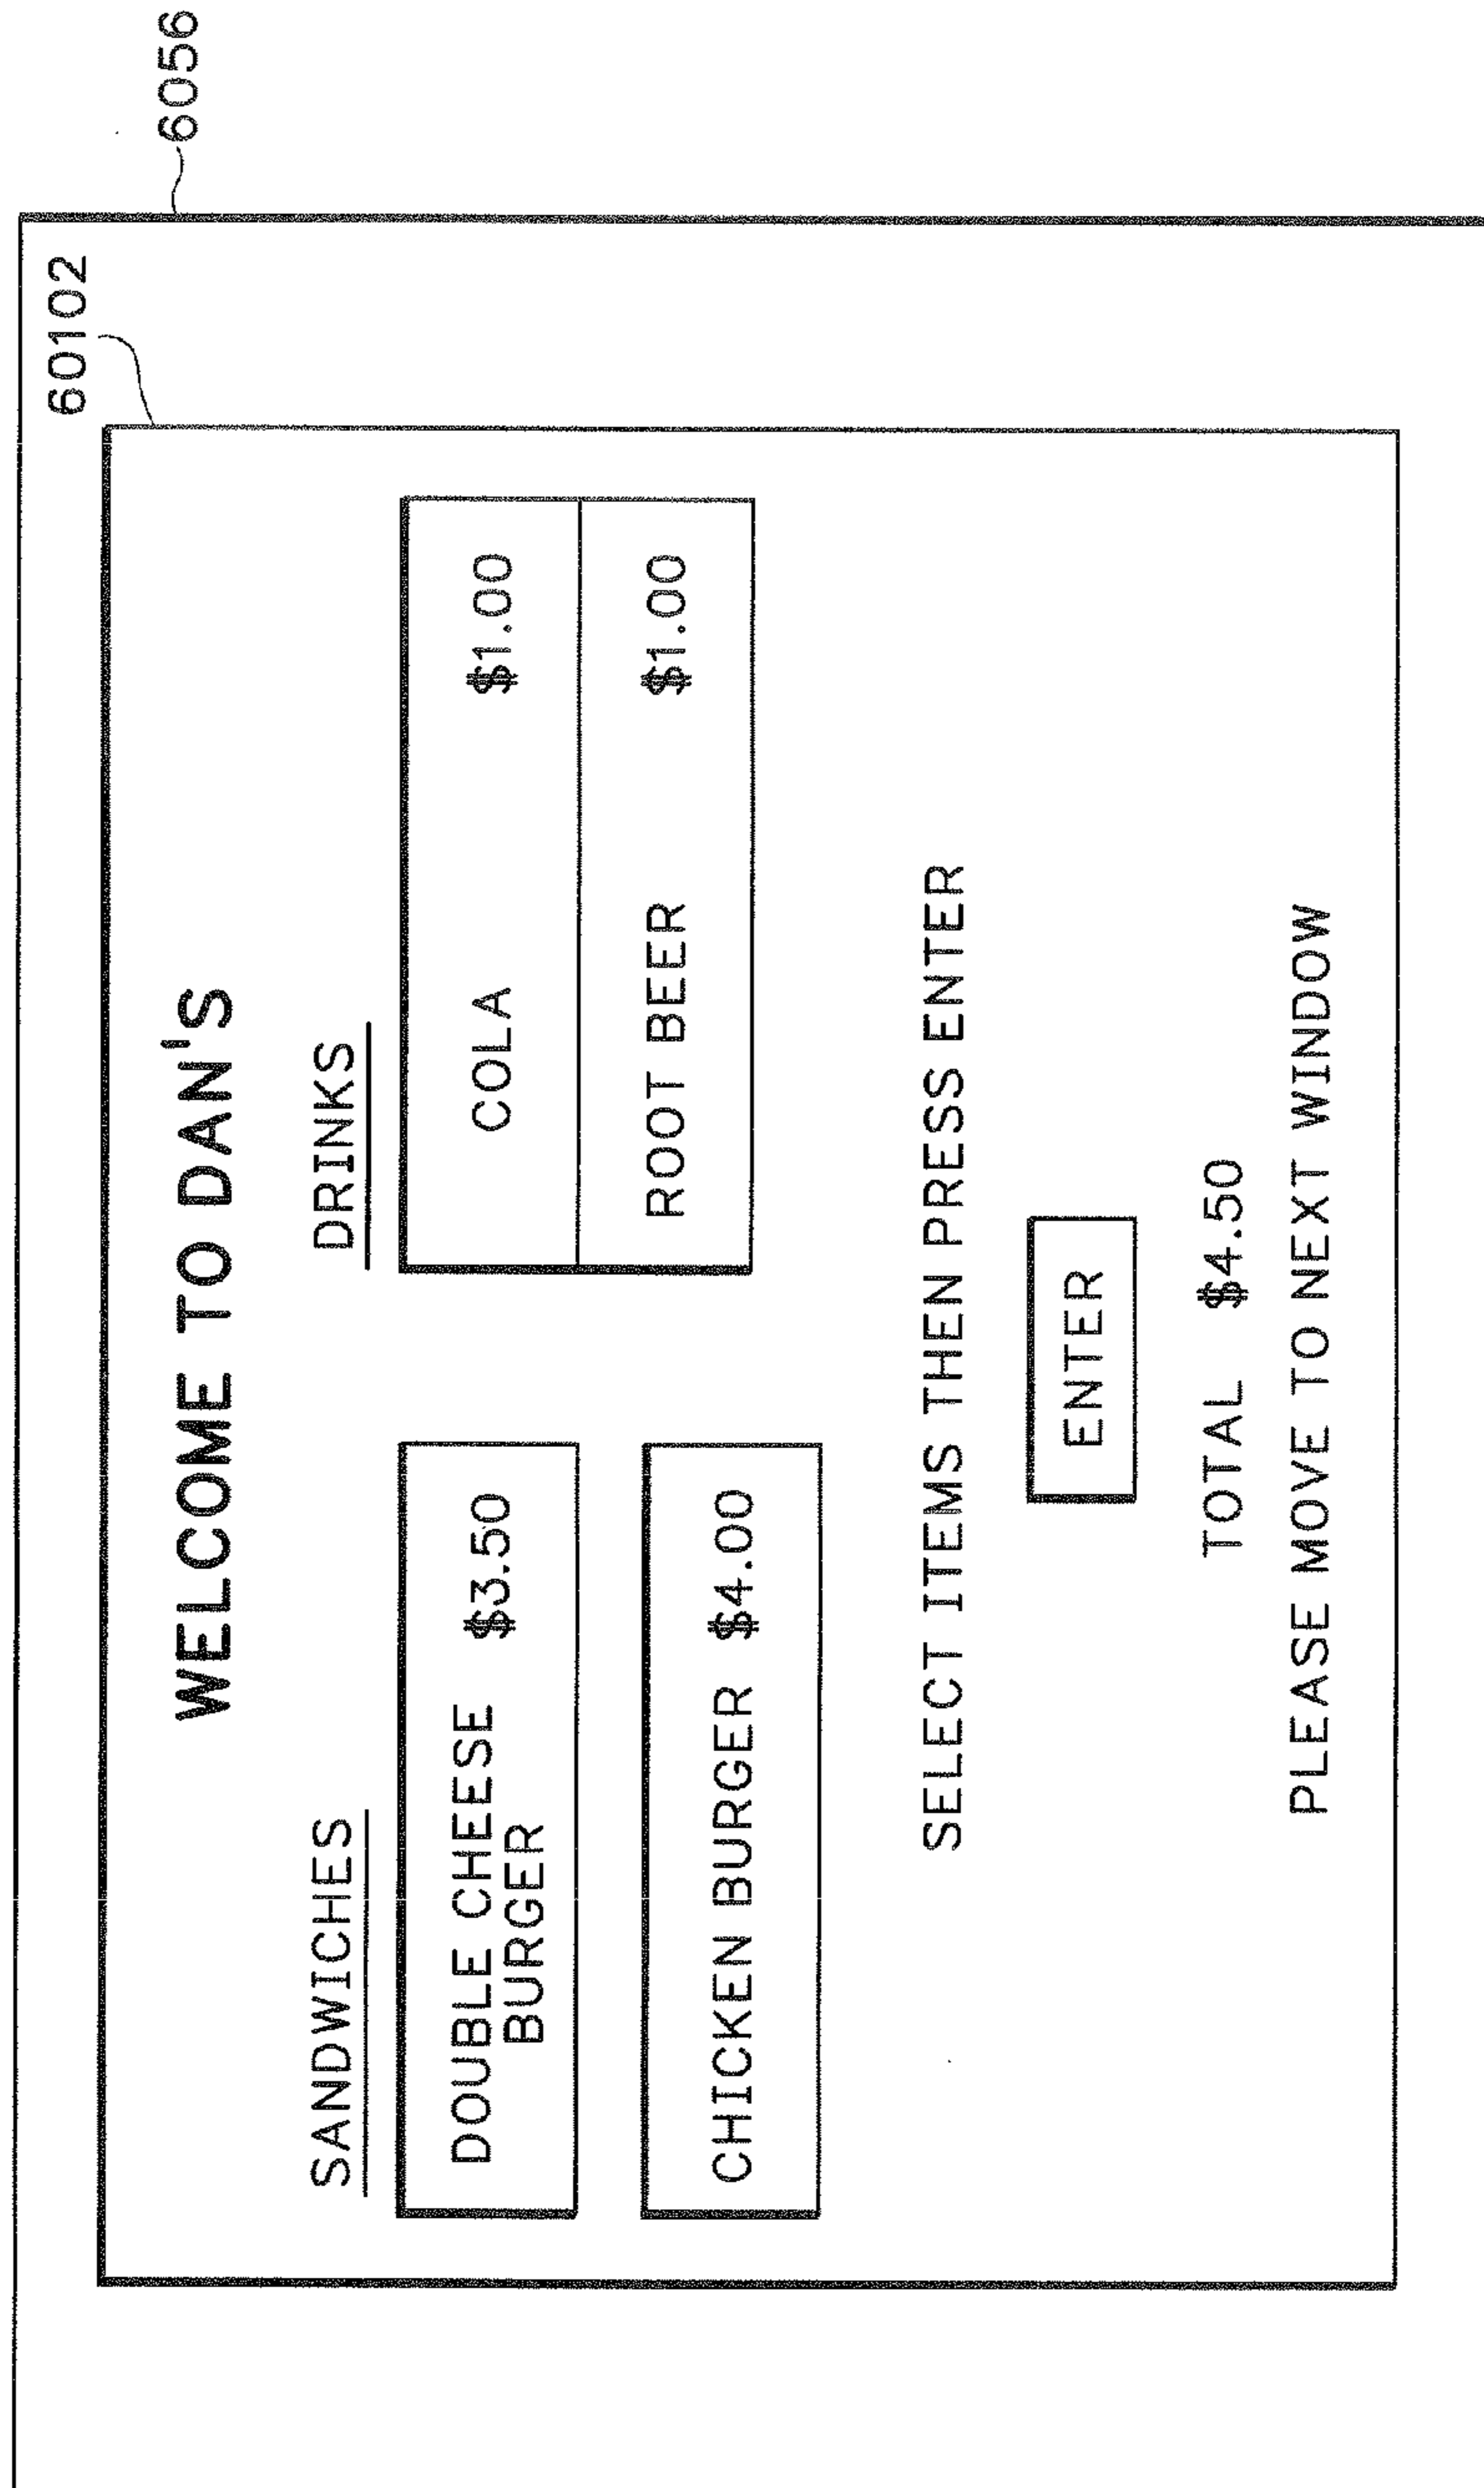 6056
60102
WELCOME TO DAN'S
SANDWICHES
DOUBLE CHEESE BURGER $3.50
CHICKEN BURGER $4.00
DRINKS
COLA $1.00
ROOT BEER $1.00
SELECT ITEMS THEN PRESS ENTER
ENTER
TOTAL $4.50
PLEASE MOVE TO NEXT WINDOW